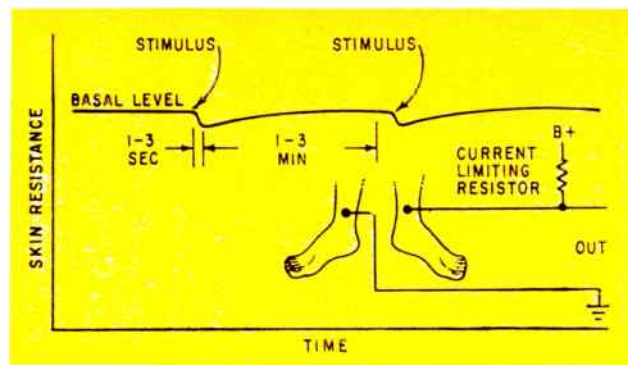 STIMULUS
STIMULUS
BASAL LEVEL
1-3
SEC
1-3
MIN
B+
CURRENT
LIMITING
RESISTOR
OUT
SKIN RESISTANCE
TIME